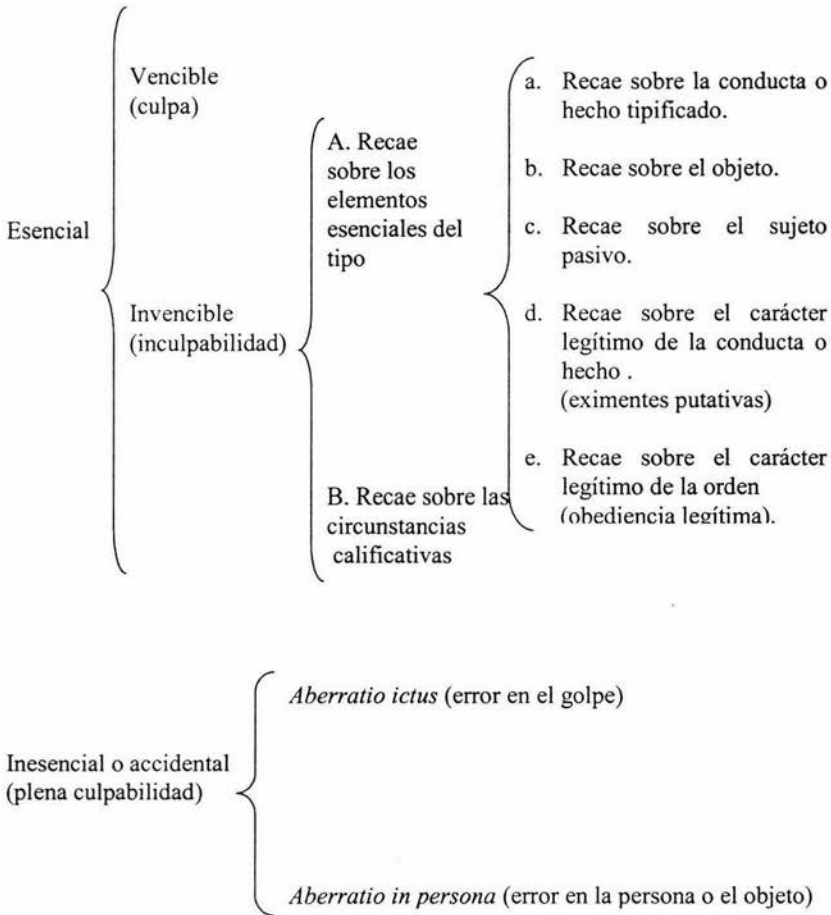 Esencial
Vencible
(culpa)
Invencible
(inculpabilidad)
A. Recae
sobre los
elementos
esenciales del
tipo
B. Recae sobre las
circunstancias
calificativas
a. Recae sobre la conducta o
hecho tipificado.
b. Recae sobre el objeto.
c. Recae sobre el sujeto
pasivo.
d. Recae sobre el carácter
legítimo de la conducta o
hecho .
(eximentes putativas)
e. Recae sobre el carácter
legítimo de la orden
(obediencia legítima).
Inesencial o accidental
(plena culpabilidad)
Aberratio ictus (error en el golpe)
Aberratio in persona (error en la persona o el objeto)